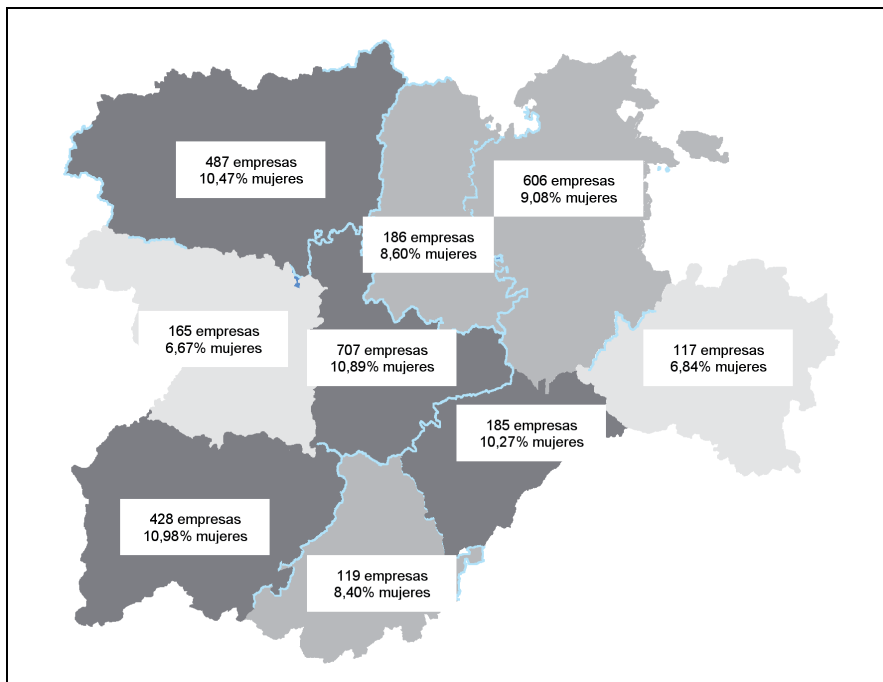 487 empresas
10,47% mujeres
606 empresas
9,08% mujeres
186 empresas
8,60% mujeres
165 empresas
6,67% mujeres
707 empresas
10,89% mujeres
117 empresas
6,84% mujeres
185 empresas
10,27% mujeres
428 empresas
10,98% mujeres
119 empresas
8,40% mujeres